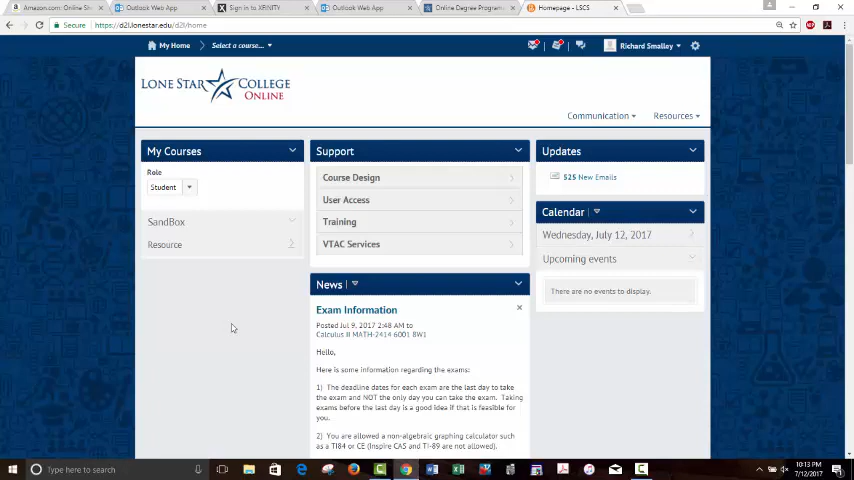 Amazon.com: Online Sh
Outlook Web App
Sign in to XFINITY
Outlook Web App
Online Degree Program
Homepage - LSCS
Secure
https://d2l.lonestar.edu/d2l/home
My Home
Select a course...
Richard Smalley
LONE STAR COLLEGE
ONLINE
Communication
Resources
My Courses
Role
Student
SandBox
Resource
Support
Course Design
User Access
Training
VTAC Services
News
Exam Information
Posted Jul 9, 2017 2:48 AM to
Calculus II MATH-2414 6001 8W1
Hello,
Here is some information regarding the exams:
1) The deadline dates for each exam are the last day to take
the exam and NOT the only day you can take the exam. Taking
exams before the last day is a good idea if that is feasible for
you.
2) You are allowed a non-algebraic graphing calculator such
as a TI84 or CE (Inspire CAS and TI-89 are not allowed).
Updates
525 New Emails
Calendar
Wednesday, July 12, 2017
Upcoming events
There are no events to display.
Type here to search
10:13 PM
7/12/2017